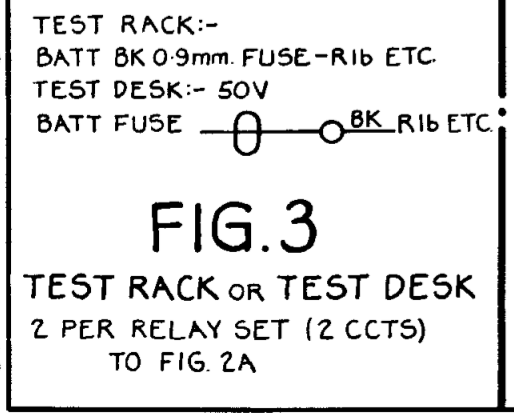 TEST RACK:-
BATT BK 0·9mm. FUSE-R1b ETC.
TEST DESK:- 50V
BATT FUSE BK R1b ETC.
FIG.3
TEST RACK OR TEST DESK
2 PER RELAY SET (2 CCTS)
TO FIG. 2A